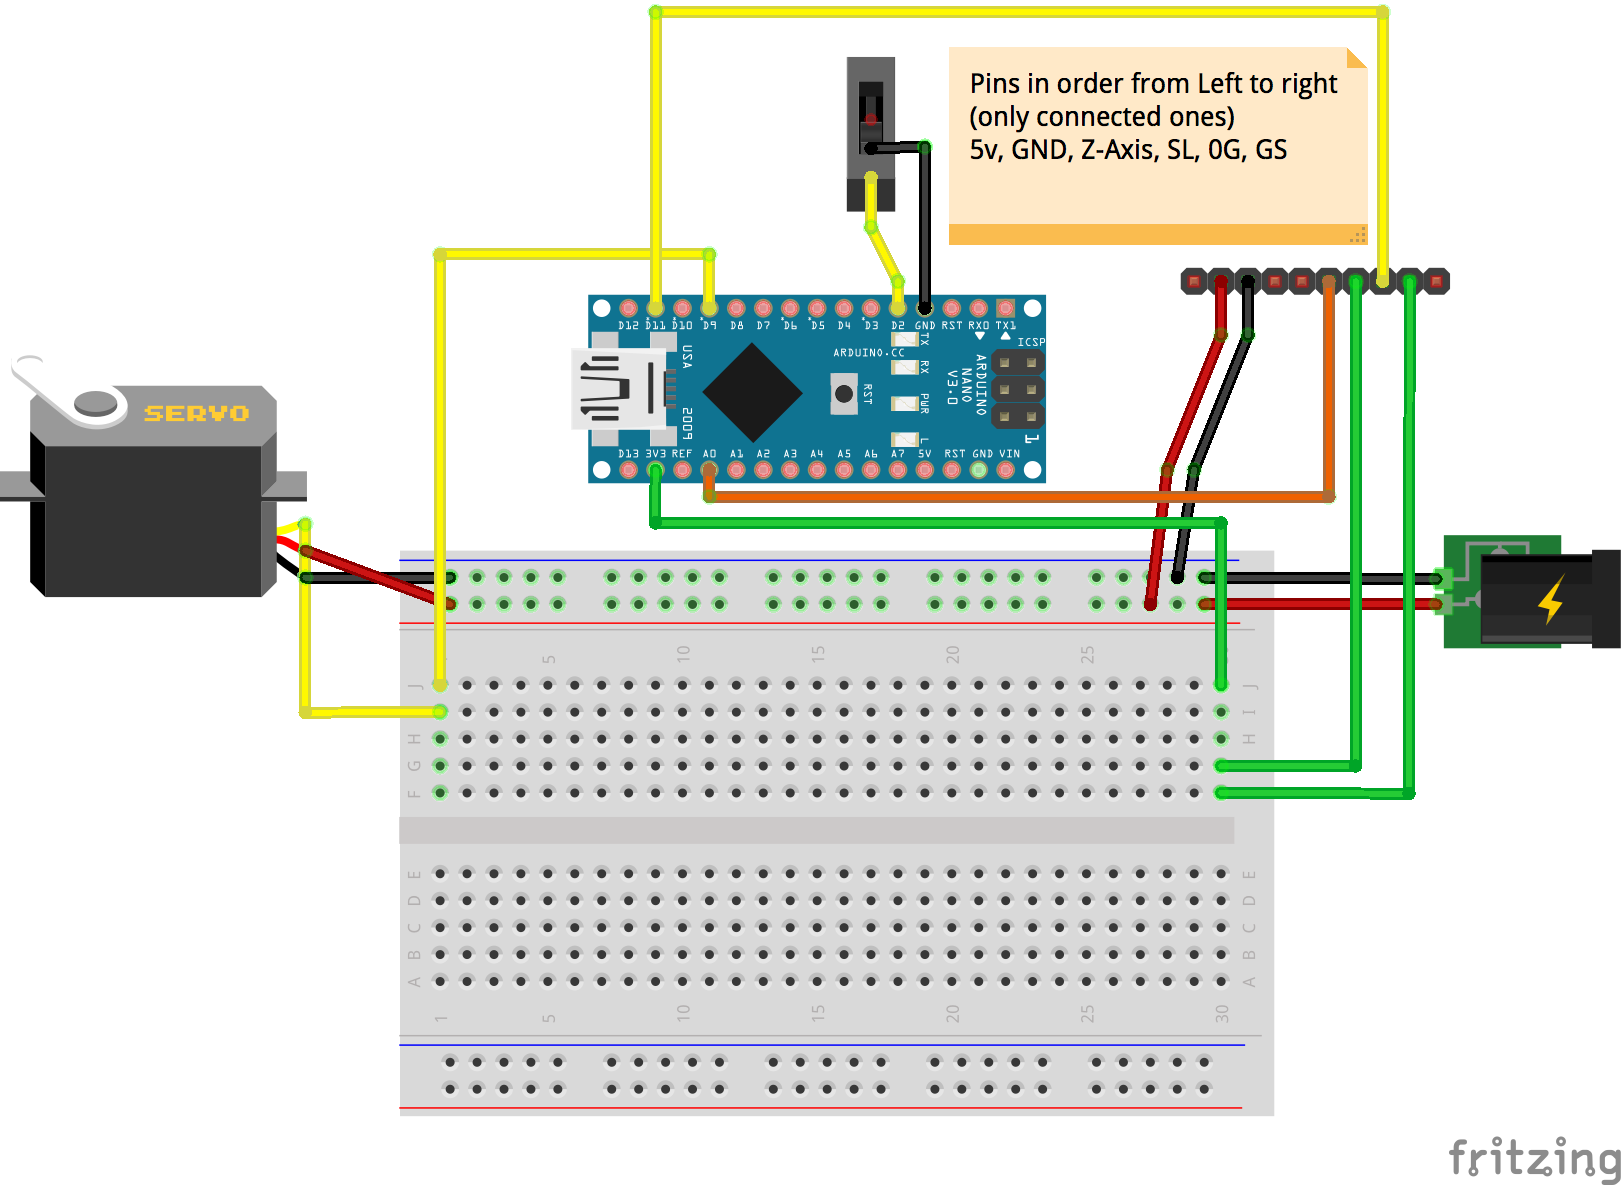 Pins in order from Left to right
(only connected ones)
5v, GND, Z-Axis, SL, 0G, GS
D12 D11 D10 D9 D8 D7 D6 D5 D4 D3 D2 GND RST RX0 TX1
ICSP
ARDUINO.CC
TX
RX
PWR
L
RST
USA
2009
ARDUINO
NANO
V3.0
1
D13 3V3 REF A0 A1 A2 A3 A4 A5 A6 A7 5V RST GND VIN
SERVO
5 10 15 20 25
J J
I
H H
G
F
E E
D D
C C
B B
A A
1 5 10 15 20 25 30
fritzing